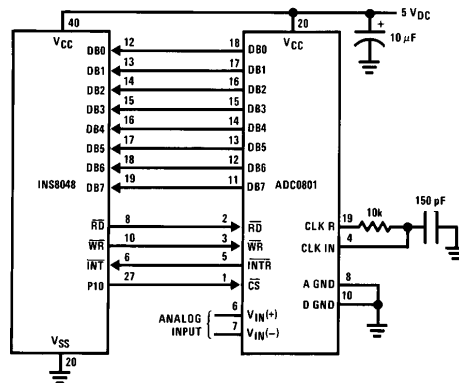 5 VDC
40
20
VCC
VCC
+
10 µF
DB0 12 18 DB0
DB1 13 17 DB1
DB2 14 16 DB2
DB3 15 15 DB3
DB4 16 14 DB4
DB5 17 13 DB5
DB6 18 12 DB6
DB7 19 11 DB7
INS8048
ADC0801
150 pF
10k
RD 8 2 RD
WR 10 3 WR
INT 6 5 INTR
P10 27 1 CS
CLK R 19
CLK IN 4
A GND 8
D GND 10
ANALOG
INPUT
6 VIN(+)
7 VIN(−)
VSS
20